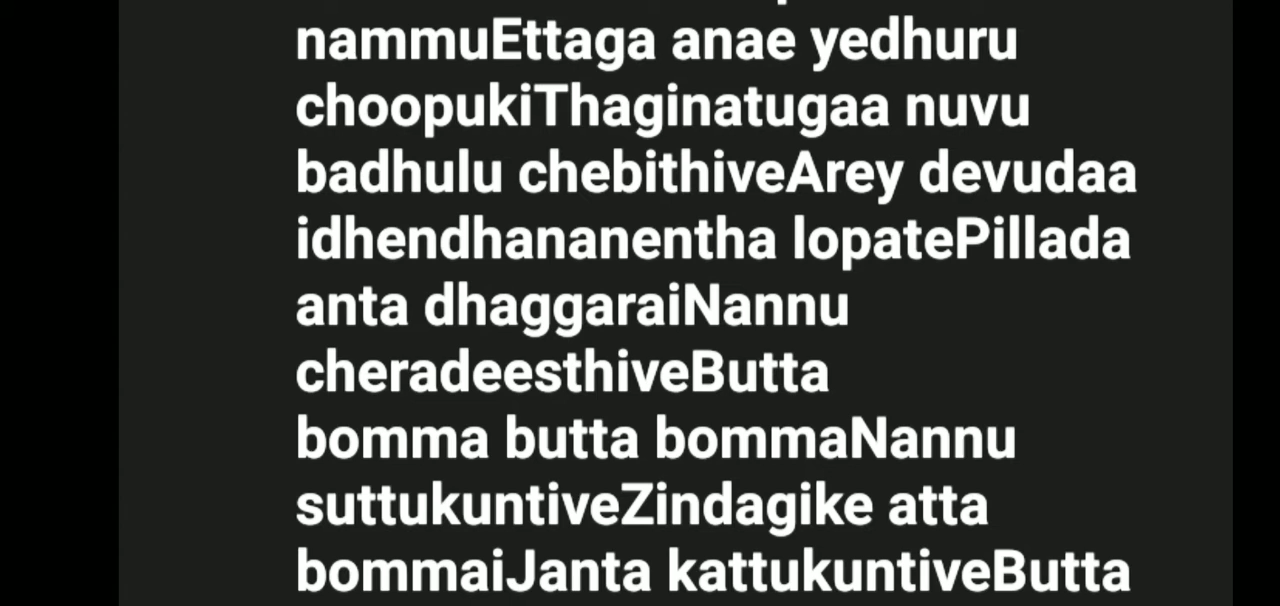 nammuEttaga anae yedhuru
choopukiThaginatugaa nuvu
badhulu chebithiveArey devudaa
idhendhananentha lopatePillada
anta dhaggaraiNannu
cheradeesthiveButta
bomma butta bommaNannu
suttukuntiveZindagike atta
bommaiJanta kattukuntiveButta